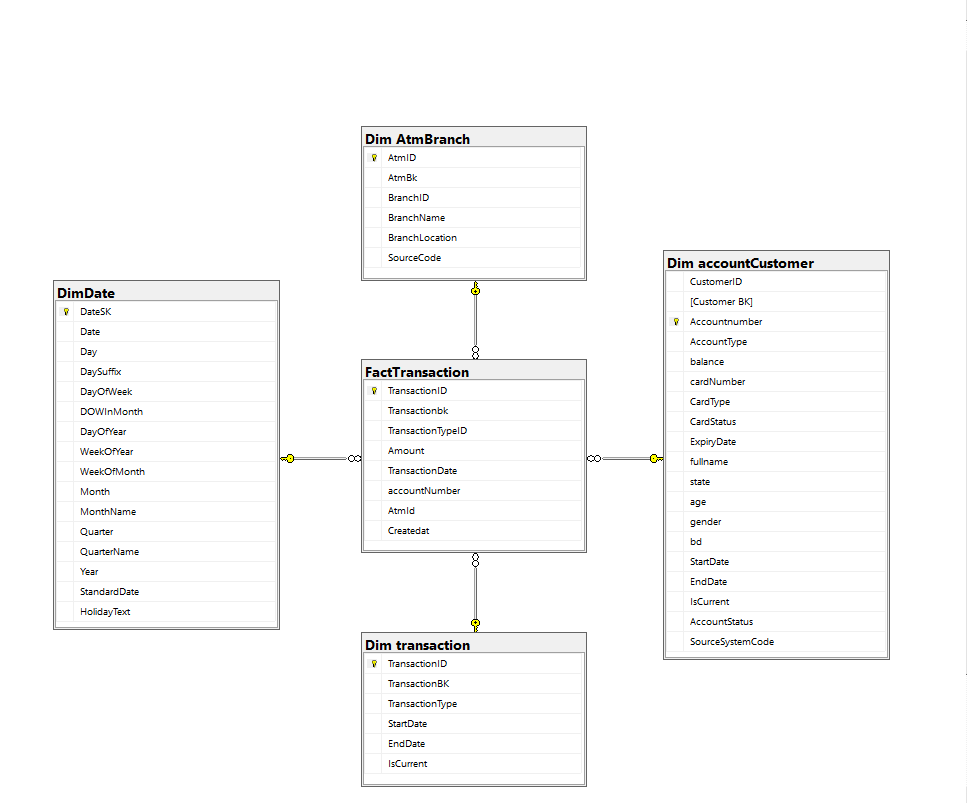 Dim AtmBranch
AtmID
AtmBk
BranchID
BranchName
BranchLocation
SourceCode
DimDate
DateSK
Date
Day
DaySuffix
DayOfWeek
DOWInMonth
DayOfYear
WeekOfYear
WeekOfMonth
Month
MonthName
Quarter
QuarterName
Year
StandardDate
HolidayText
FactTransaction
TransactionID
Transactionbk
TransactionTypeID
Amount
TransactionDate
accountNumber
AtmId
Createdat
Dim accountCustomer
CustomerID
[Customer BK]
Accountnumber
AccountType
balance
cardNumber
CardType
CardStatus
ExpiryDate
fullname
state
age
gender
bd
StartDate
EndDate
IsCurrent
AccountStatus
SourceSystemCode
Dim transaction
TransactionID
TransactionBK
TransactionType
StartDate
EndDate
IsCurrent